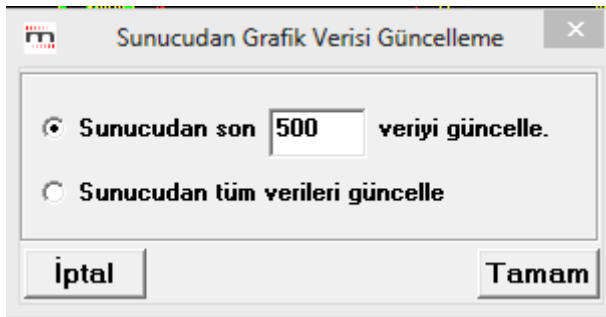 Sunucudan Grafik Verisi Güncelleme
Sunucudan son 500 veriyi güncelle.
Sunucudan tüm verileri güncelle
İptal Tamam